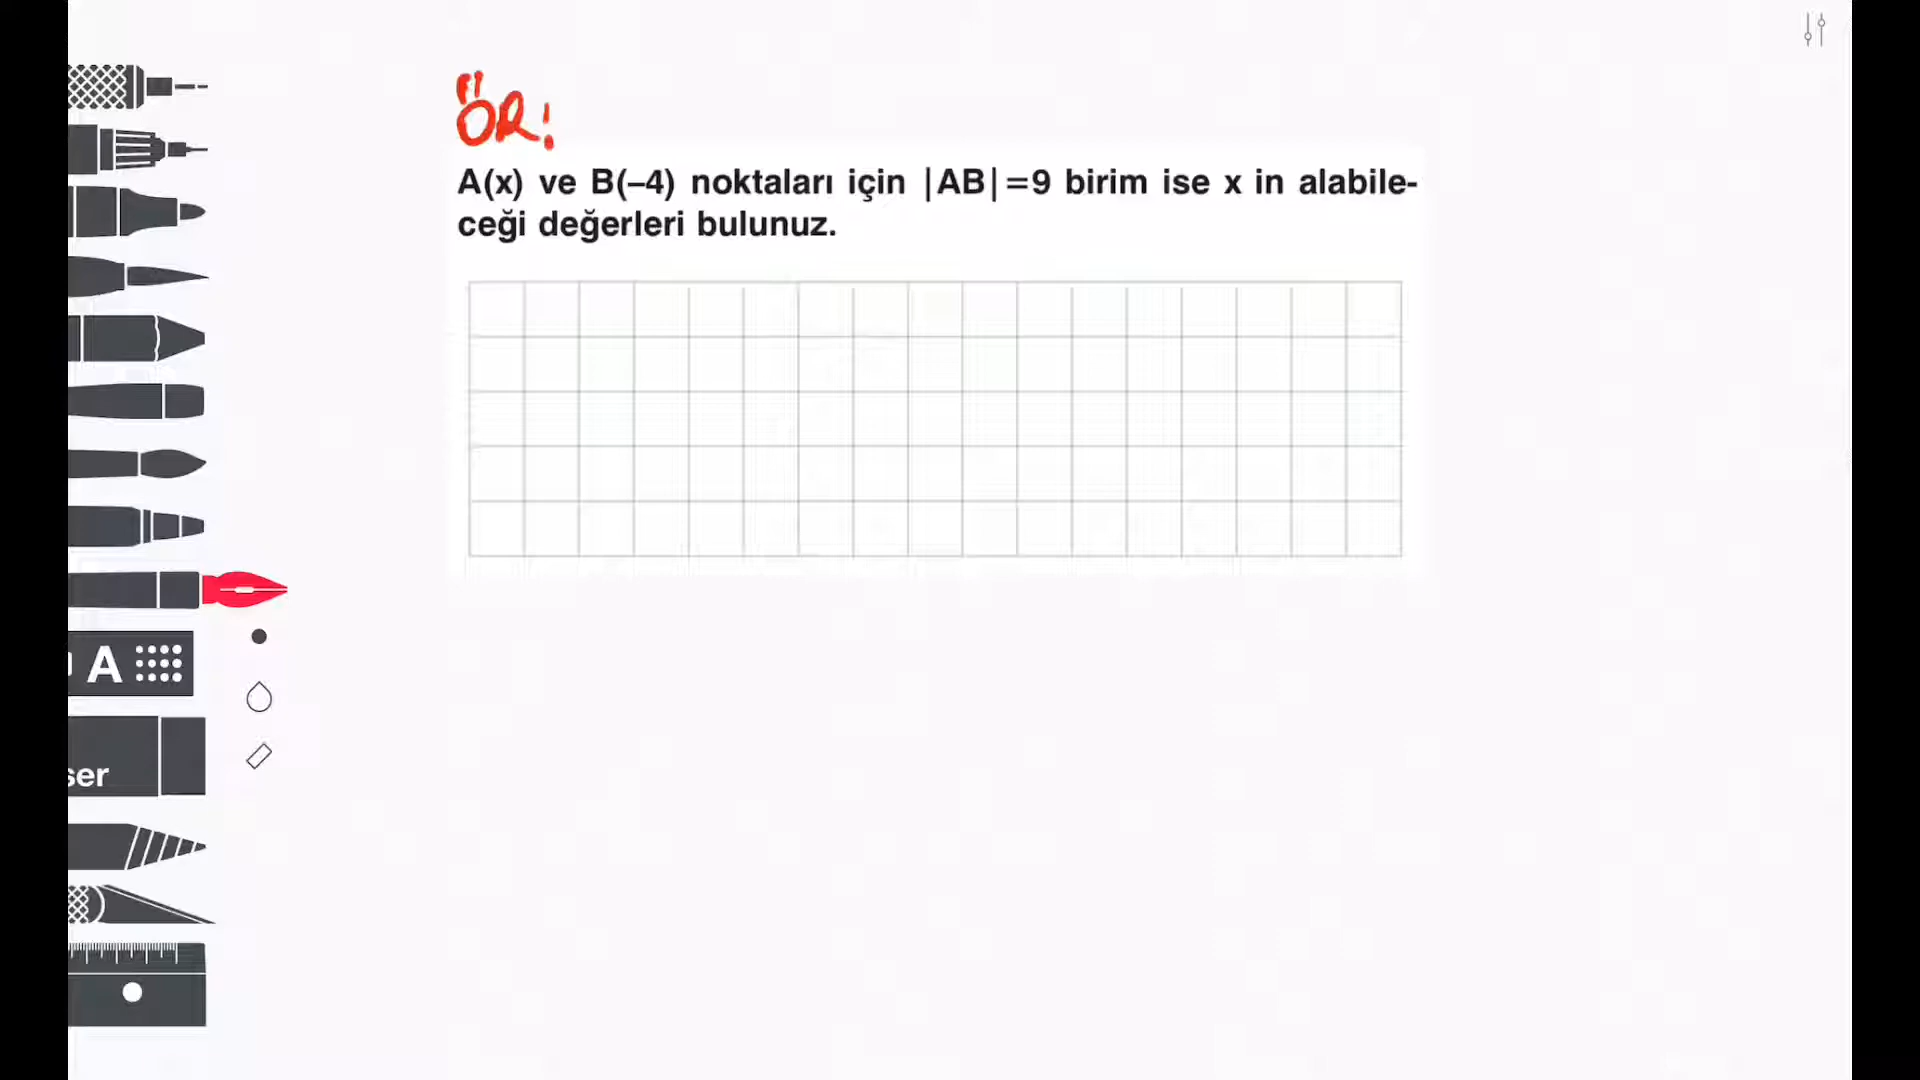 ÖR:
A(x) ve B(–4) noktaları için |AB|=9 birim ise x in alabile-
ceği değerleri bulunuz.
A
ser